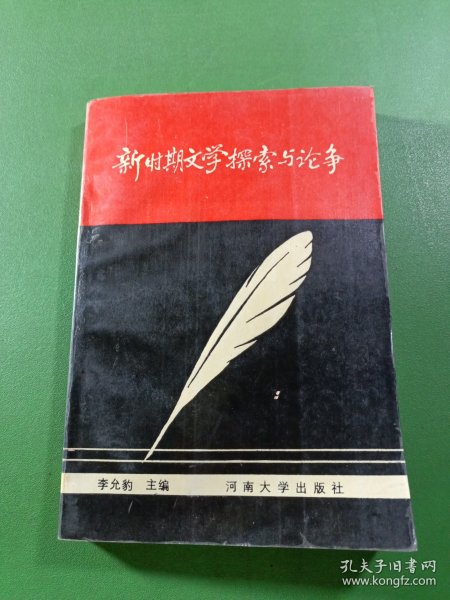 新时期文学探索与论争
李允豹 主编 河南大学出版社
孔夫子旧书网
www.kongfz.com